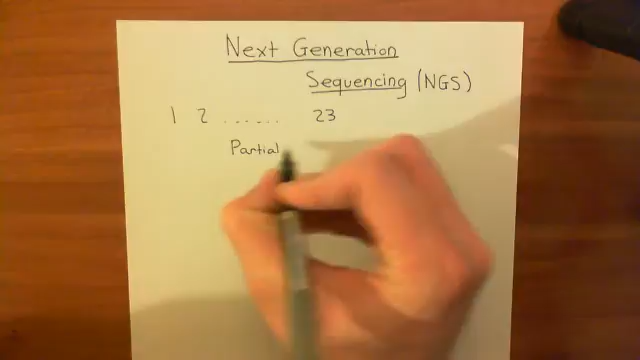 Next Generation
Sequencing (NGS)
1 2 ...... 23
Partial